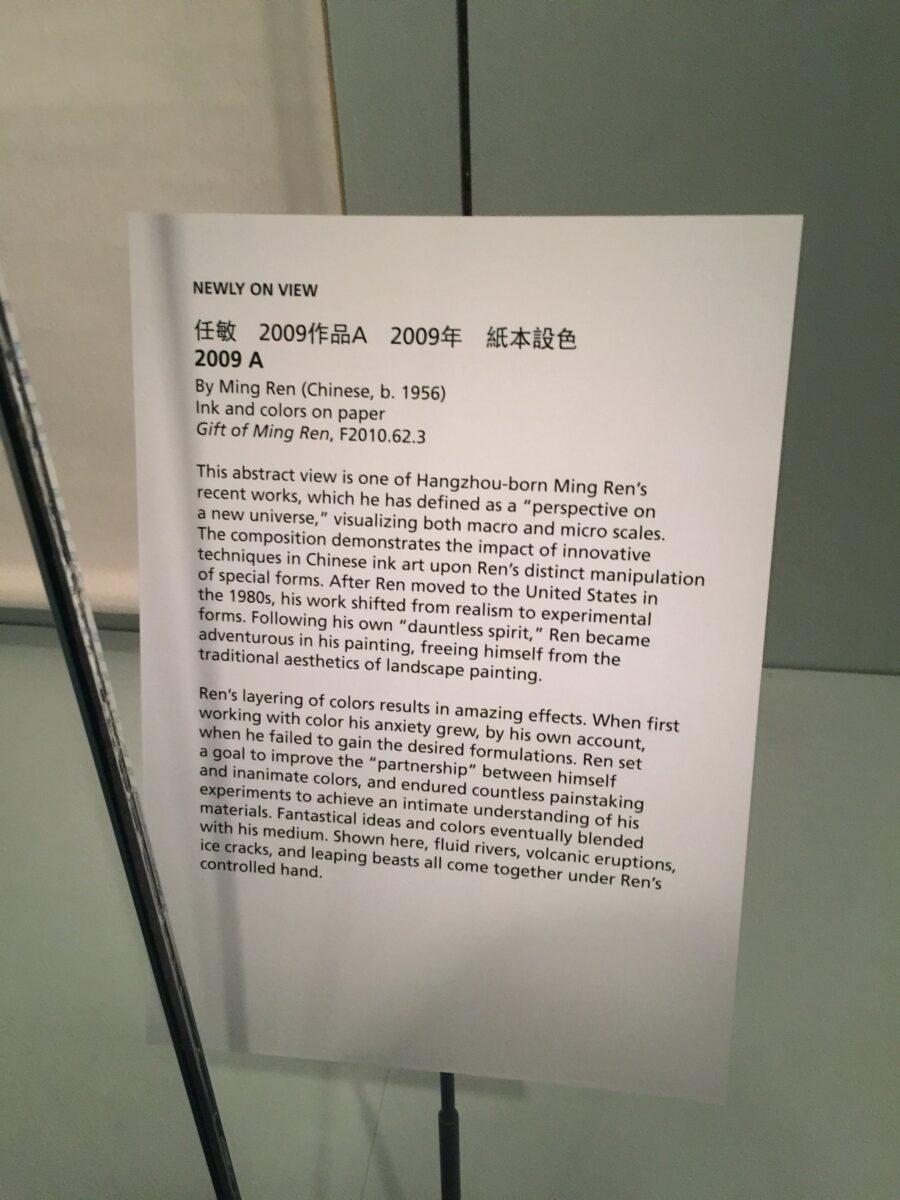 NEWLY ON VIEW
任敏　2009作品A　2009年　紙本設色
2009 A
By Ming Ren (Chinese, b. 1956)
Ink and colors on paper
Gift of Ming Ren, F2010.62.3
This abstract view is one of Hangzhou-born Ming Ren's
recent works, which he has defined as a “perspective on
a new universe,” visualizing both macro and micro scales.
The composition demonstrates the impact of innovative
techniques in Chinese ink art upon Ren's distinct manipulation
of special forms. After Ren moved to the United States in
the 1980s, his work shifted from realism to experimental
forms. Following his own “dauntless spirit,” Ren became
adventurous in his painting, freeing himself from the
traditional aesthetics of landscape painting.
Ren's layering of colors results in amazing effects. When first
working with color his anxiety grew, by his own account,
when he failed to gain the desired formulations. Ren set
a goal to improve the “partnership” between himself
and inanimate colors, and endured countless painstaking
experiments to achieve an intimate understanding of his
materials. Fantastical ideas and colors eventually blended
with his medium. Shown here, fluid rivers, volcanic eruptions,
ice cracks, and leaping beasts all come together under Ren's
controlled hand.